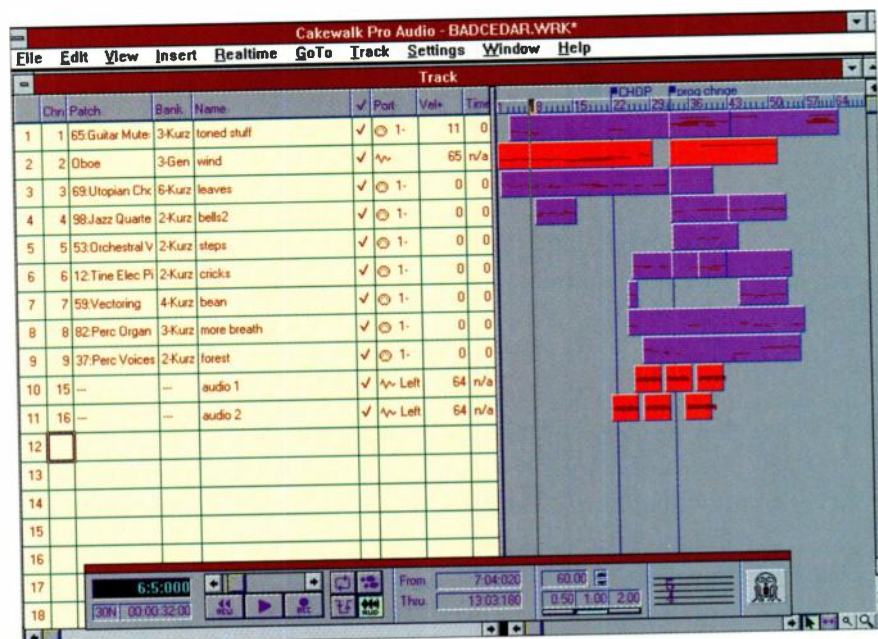 Cakewalk Pro Audio - BADCEDAR.WRK*
File Edit View Insert Realtime GoTo Track Settings Window Help
Track
Chn Patch Bank Name ✓ Port Vel+ Time
CHOP prog chnge
1 8 15 22 29 36 43 50 57 64
1 1 65:Guitar Mute 3-Kurz toned stuff ✓ 1- 11 0
2 2 Oboe 3-Gen wind ✓ 65 n/a
3 3 69:Utopian Chc 6-Kurz leaves ✓ 1- 0 0
4 4 98:Jazz Quarte 2-Kurz bells2 ✓ 1- 0 0
5 5 53:Orchestral V 2-Kurz steps ✓ 1- 0 0
6 6 12:Tine Elec Pi 2-Kurz cricks ✓ 1- 0 0
7 7 59:Vectoring 4-Kurz bean ✓ 1- 0 0
8 8 82:Perc Organ 3-Kurz more breath ✓ 1- 0 0
9 9 37:Perc Voices 2-Kurz forest ✓ 1- 0 0
10 15 --- --- audio 1 ✓ Left 64 n/a
11 16 --- --- audio 2 ✓ Left 64 n/a
12
13
14
15
16
17
18
6:5:000
30N 00:00:32:00
REW REC AUD
From 7:04:020
Thru 13:03:180
60.00
0.50 1.00 2.00
5
4